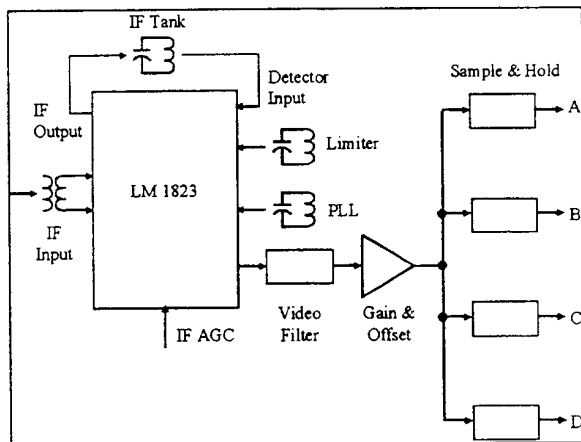 IF Tank
Sample & Hold
Detector
Input
A
IF
Output
Limiter
LM 1823
PLL
B
IF
Input
Video
Filter
Gain &
Offset
C
IF AGC
D